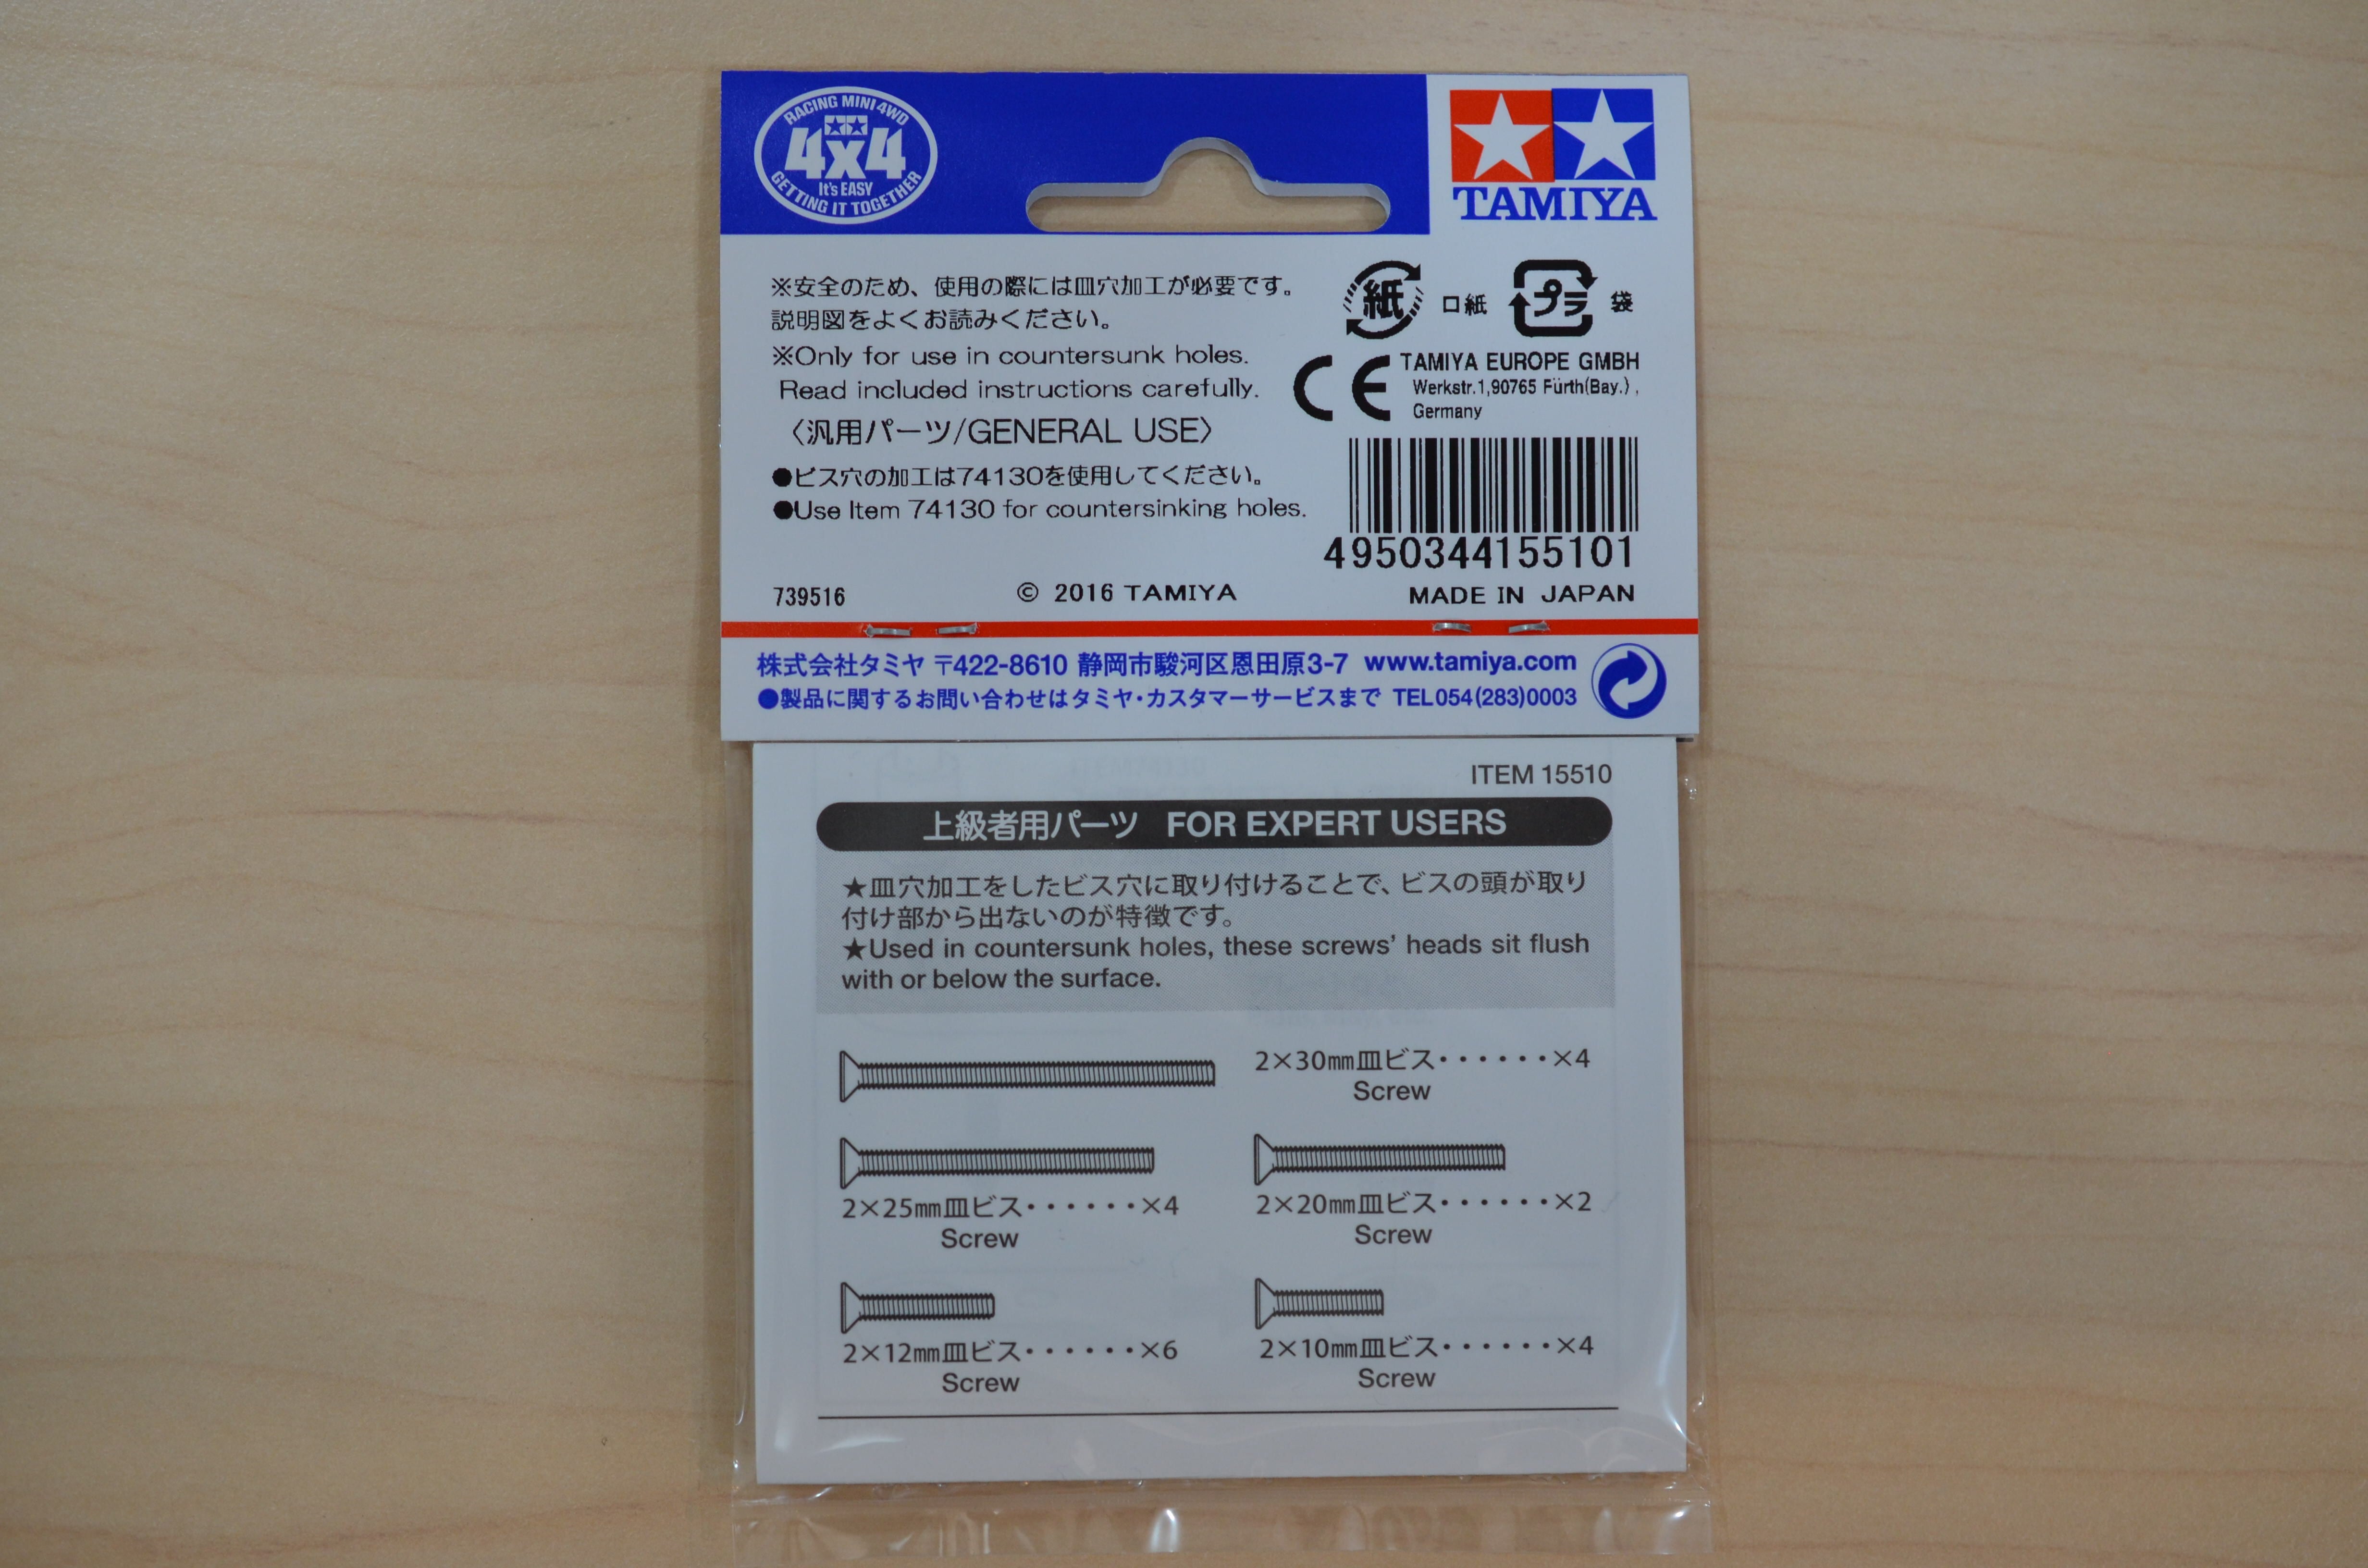 RACING MINI 4WD
4x4
It's EASY
GETTING IT TOGETHER
TAMIYA
※安全のため、使用の際には皿穴加工が必要です。
説明図をよくお読みください。
※Only for use in countersunk holes.
Read included instructions carefully.
〈汎用パーツ/GENERAL USE〉
●ビス穴の加工は74130を使用してください。
●Use Item 74130 for countersinking holes.
紙 口紙 プラ 袋
CE TAMIYA EUROPE GMBH
Werkstr.1,90765 Fürth(Bay.),
Germany
4950344155101
739516 © 2016 TAMIYA MADE IN JAPAN
株式会社タミヤ 〒422-8610 静岡市駿河区恩田原3-7 www.tamiya.com
●製品に関するお問い合わせはタミヤ・カスタマーサービスまで TEL054(283)0003
ITEM 15510
上級者用パーツ FOR EXPERT USERS
★皿穴加工をしたビス穴に取り付けることで、ビスの頭が取り
付け部から出ないのが特徴です。
★Used in countersunk holes, these screws' heads sit flush
with or below the surface.
2×30㎜皿ビス・・・・・・×4
Screw
2×25㎜皿ビス・・・・・・×4
Screw
2×20㎜皿ビス・・・・・・×2
Screw
2×12㎜皿ビス・・・・・・×6
Screw
2×10㎜皿ビス・・・・・・×4
Screw